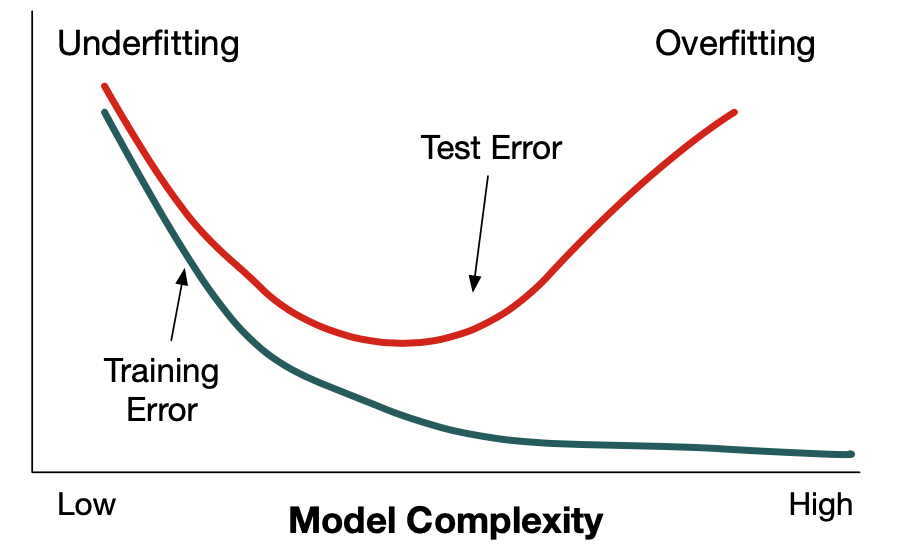 Underfitting
Overfitting
Test Error
Training
Error
Low
Model Complexity
High